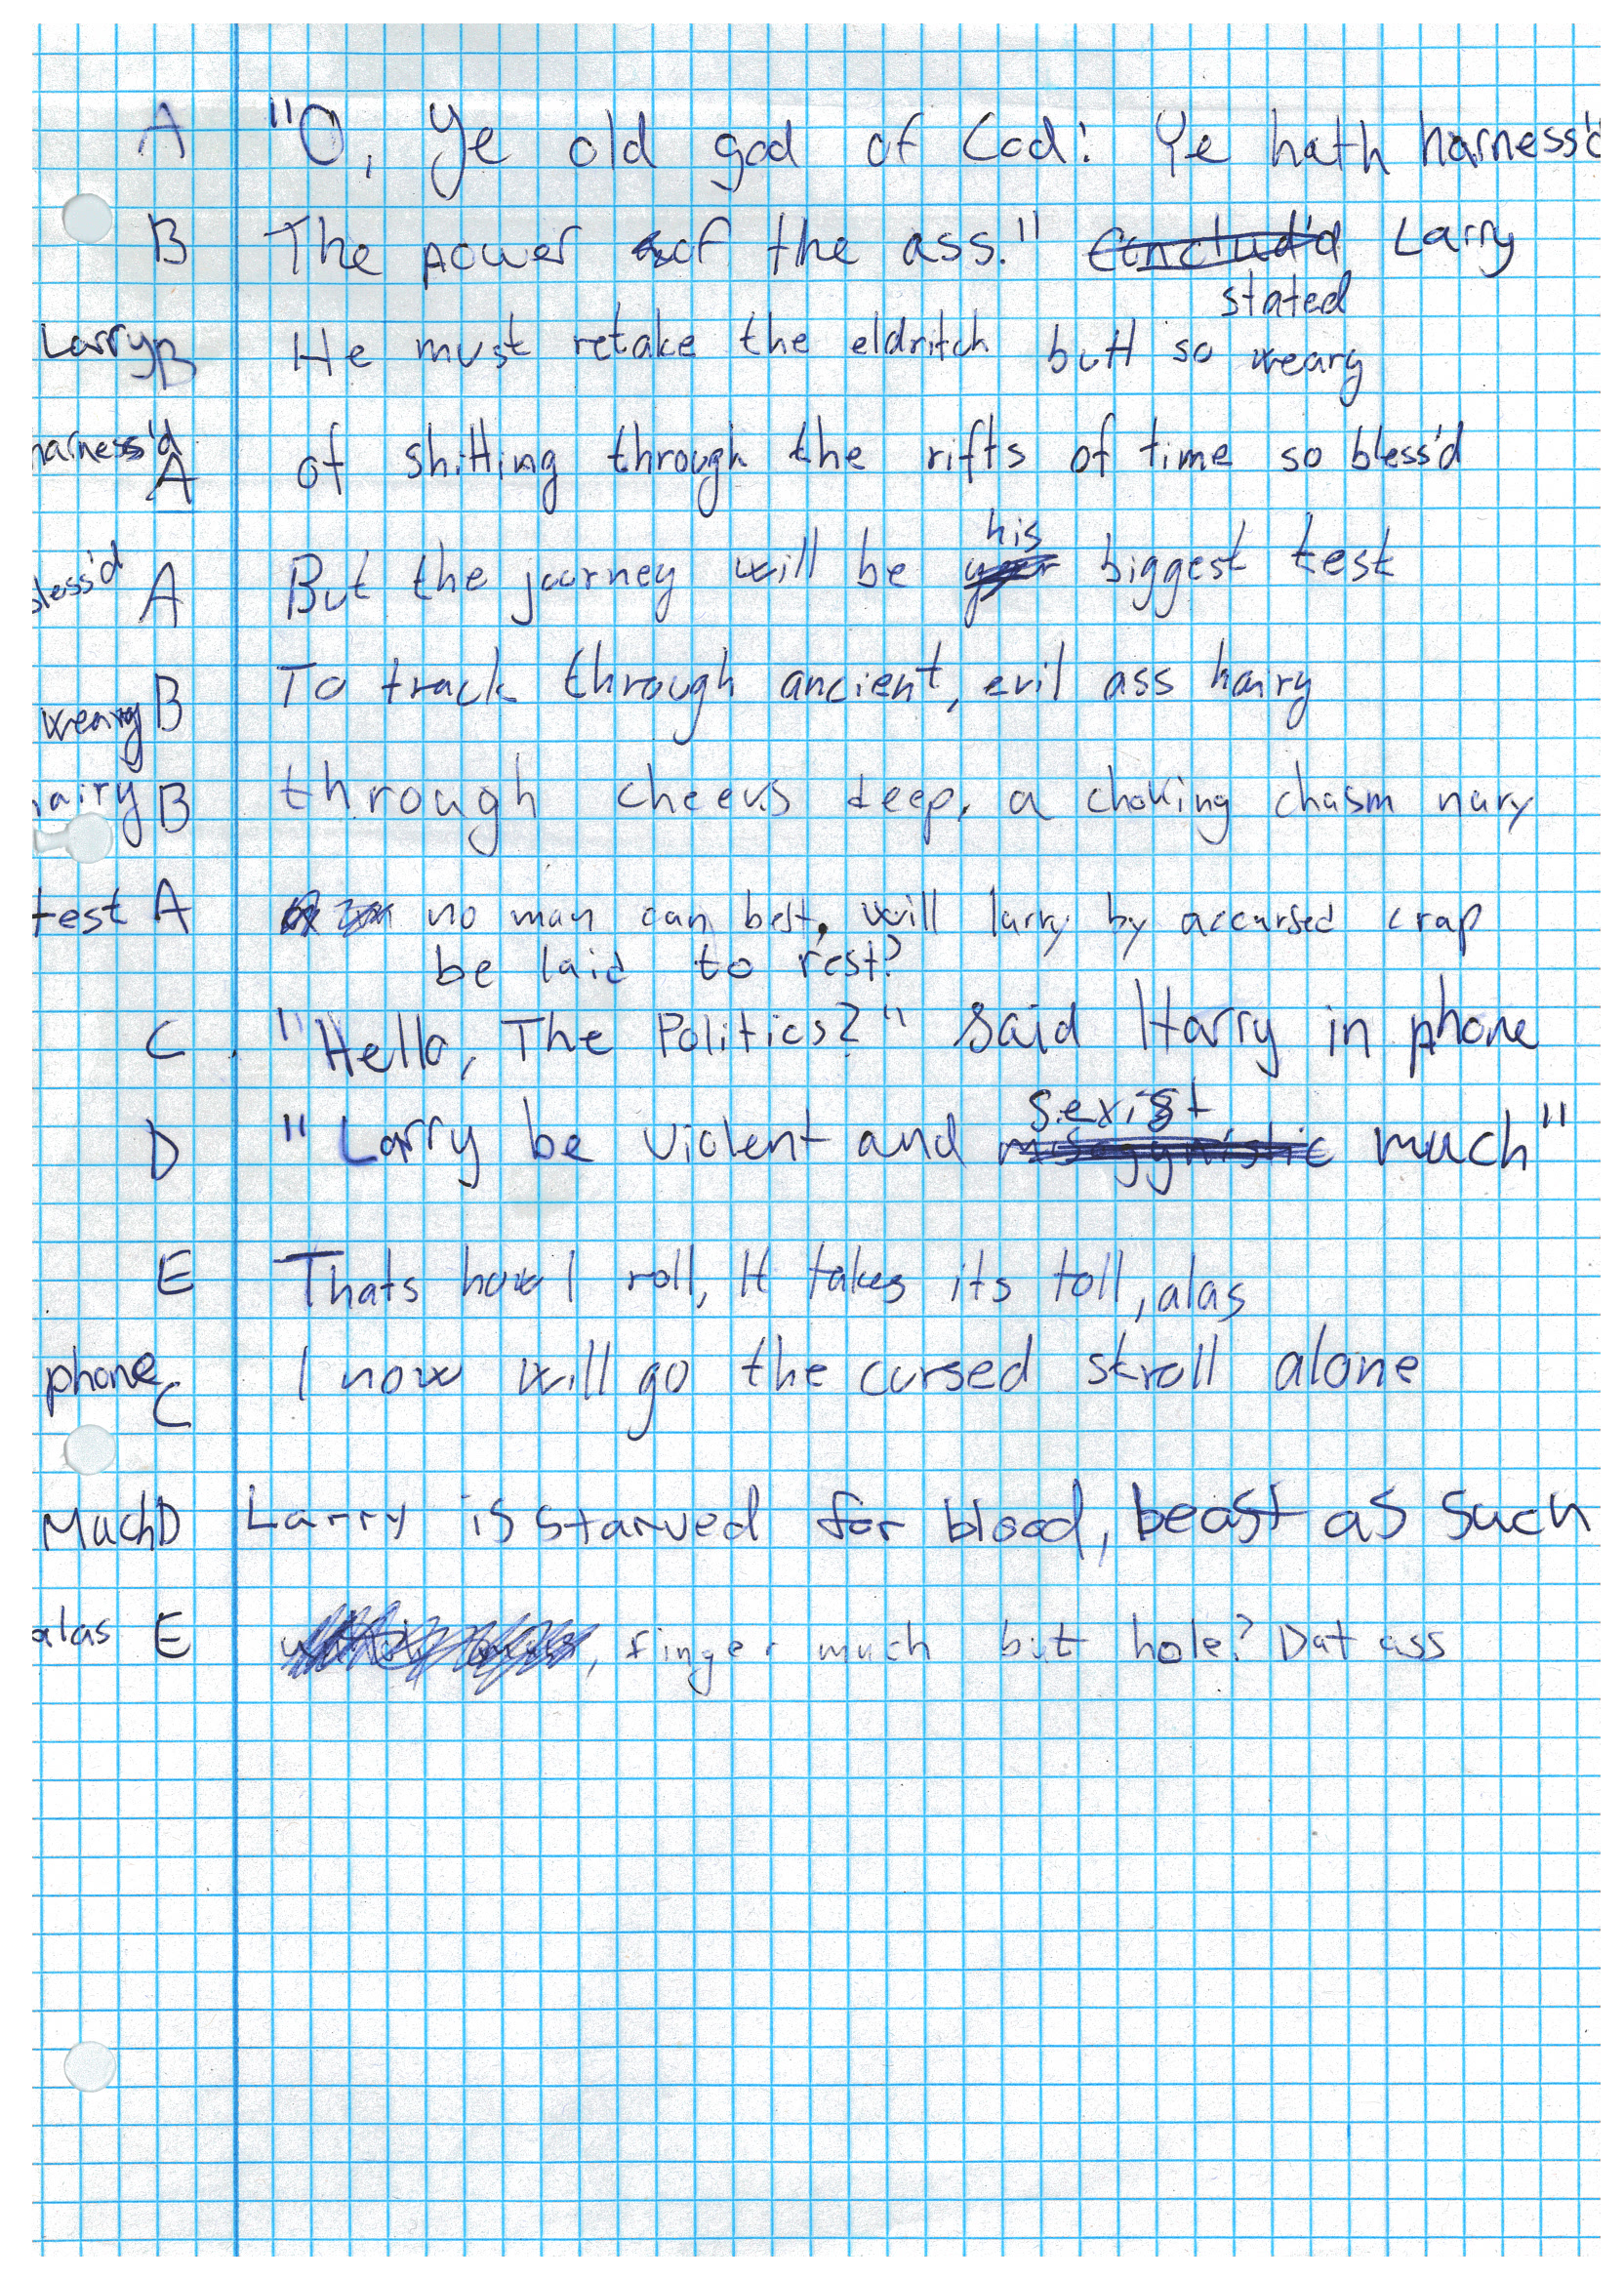 A "O, Ye old god of Cod! Ye hath harness'd
B The power of the ass." Conclud'd Larry
stated
Larry B He must retake the eldritch butt so weary
harness'd A of shitting through the rifts of time so bless'd
his
bless'd A But the journey will be your biggest test
weary B To track through ancient, evil ass hairy
hairy B through cheeks deep, a choking chasm nary
test A no man can best, will larry by accursed crap
be laid to rest?
C "Hello, The Politics?" said Harry in phone
sexist
D "Larry be violent and misogynistic much"
E Thats how I roll, It takes its toll, alas
phone C I now will go the cursed stroll alone
Much D Larry is starved for blood, beast as such
alas E , finger much but hole? Dat ass